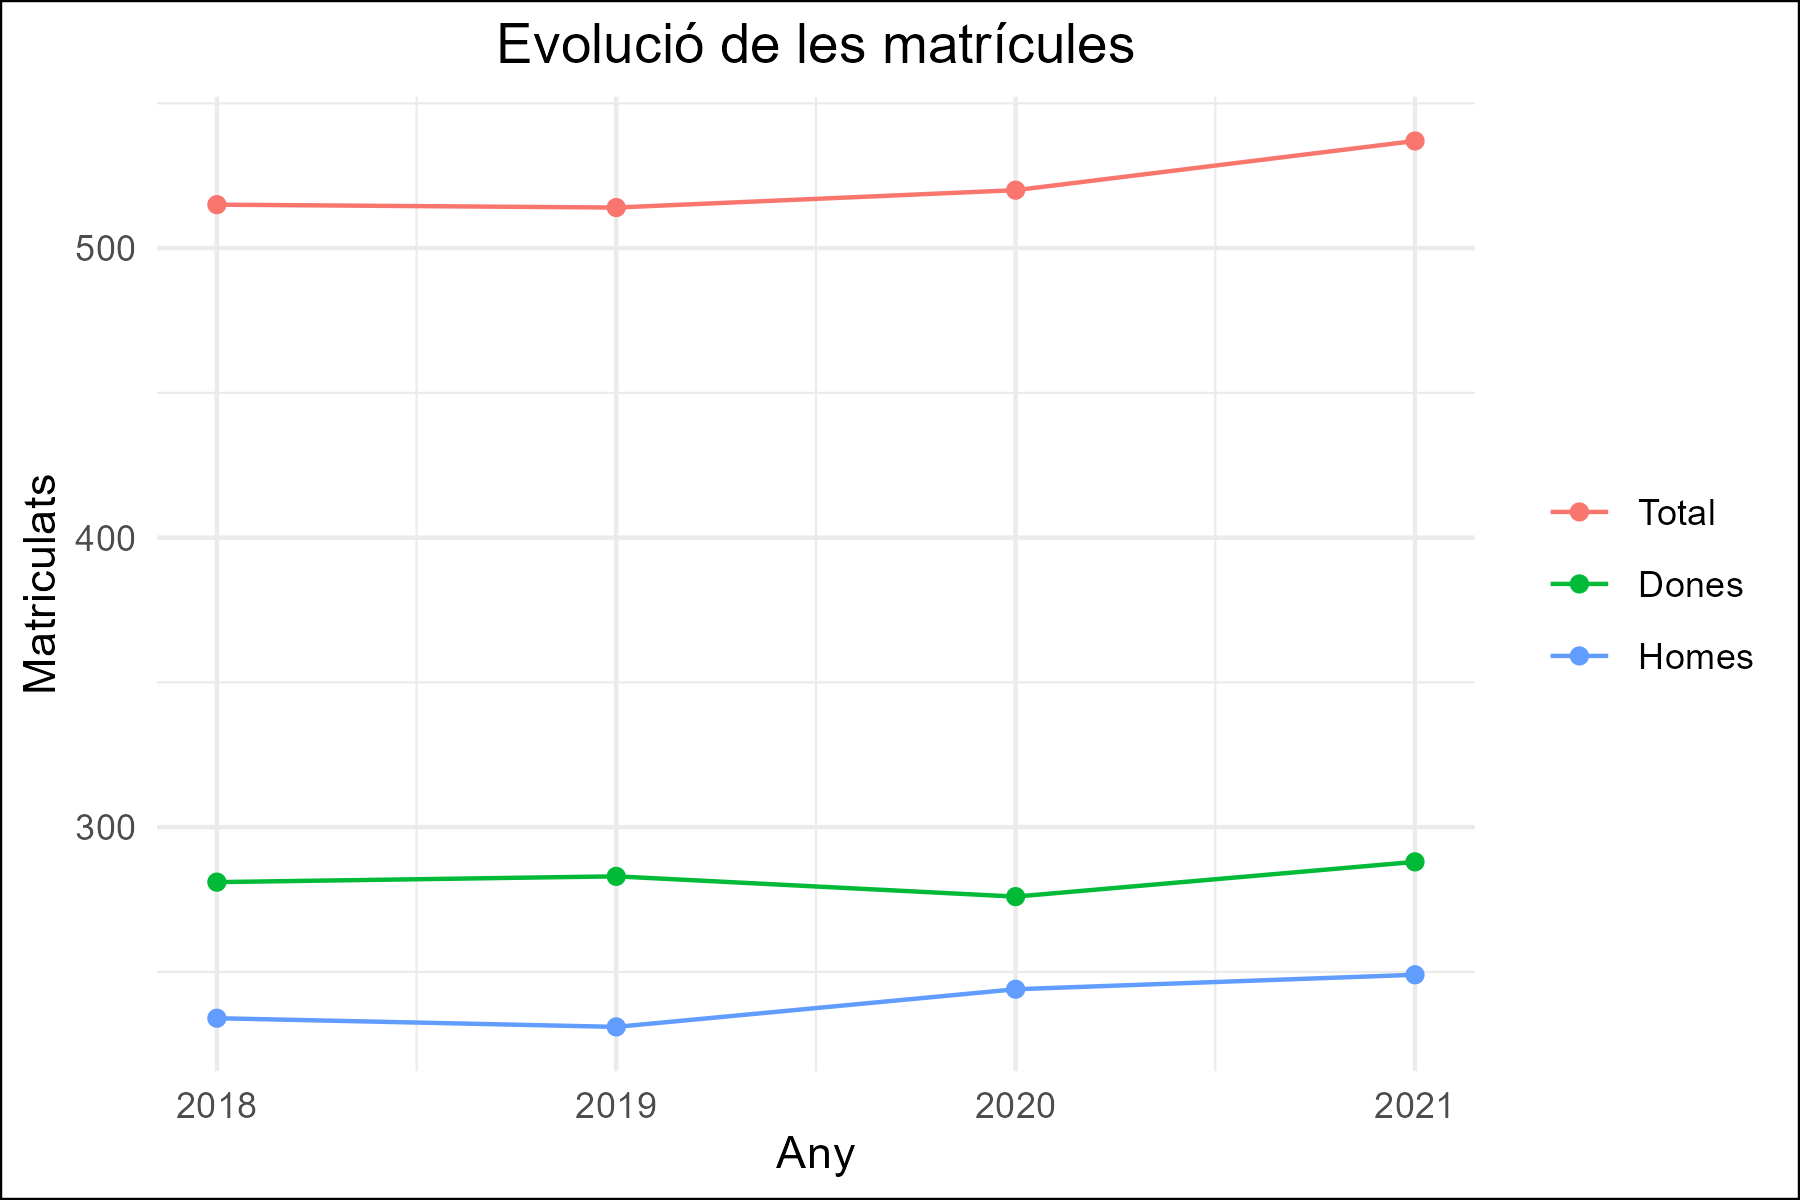 Evolució de les matrícules
Matriculats
500
400
300
2018
2019
2020
2021
Any
Total
Dones
Homes